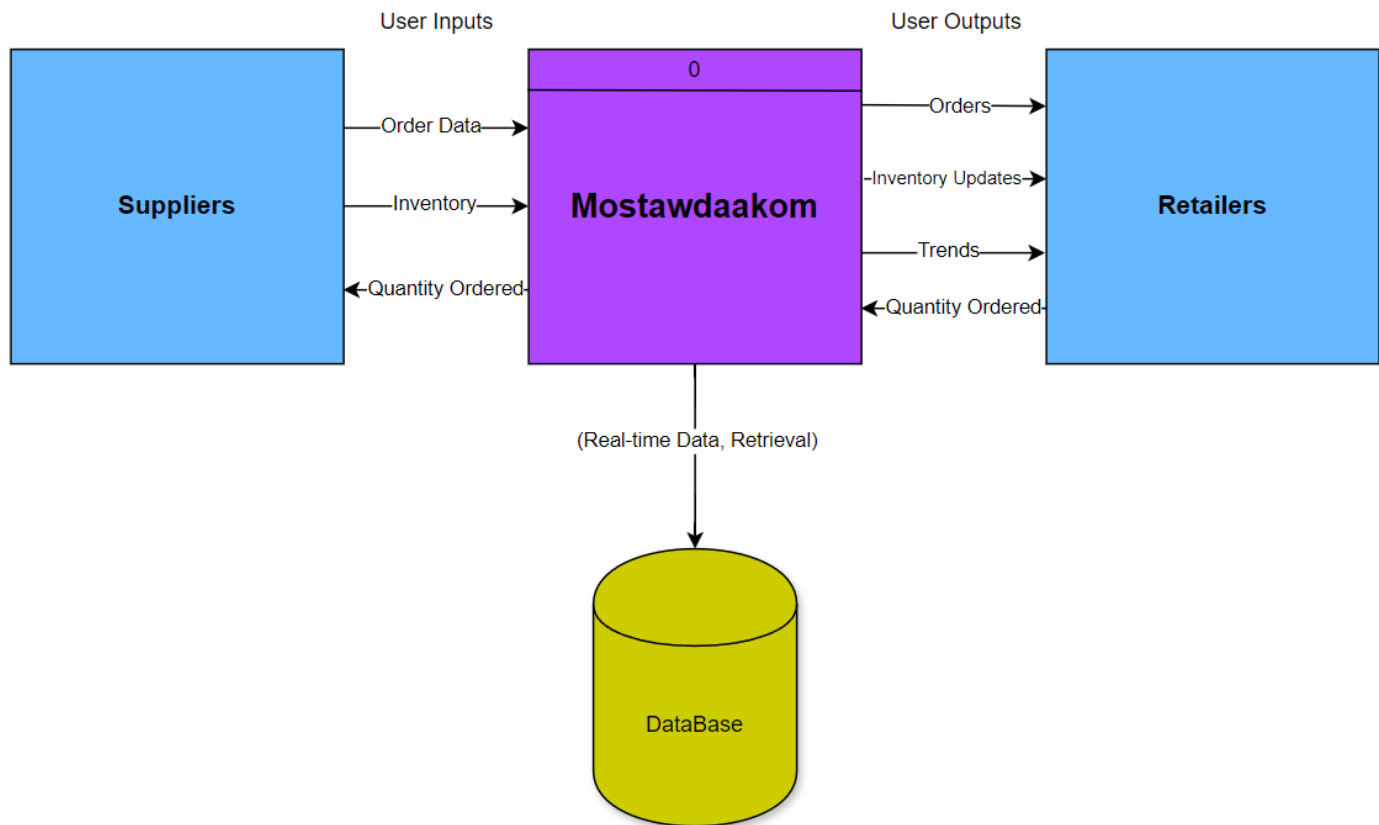 User Inputs
User Outputs
0
Orders
Order Data
Suppliers
Inventory
Mostawdaakom
Inventory Updates
Retailers
Trends
Quantity Ordered
Quantity Ordered
(Real-time Data, Retrieval)
DataBase